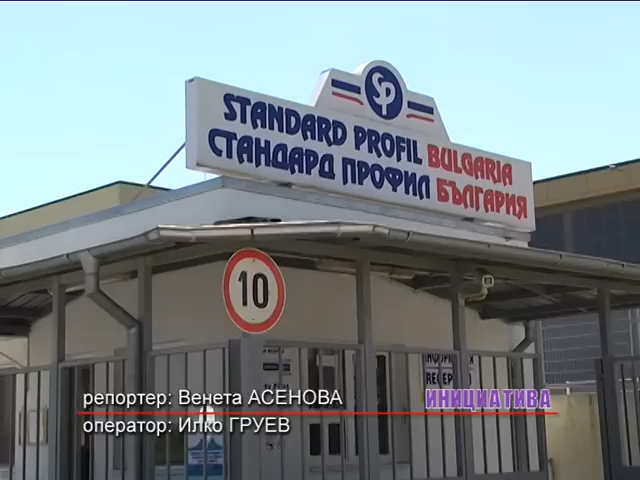 SP
STANDARD PROFIL BULGARIA
СТАНДАРД ПРОФИЛ БЪЛГАРИЯ
10
репортер: Венета АСЕНОВА
ИНИЦИАТИВА
оператор: Илко ГРУЕВ